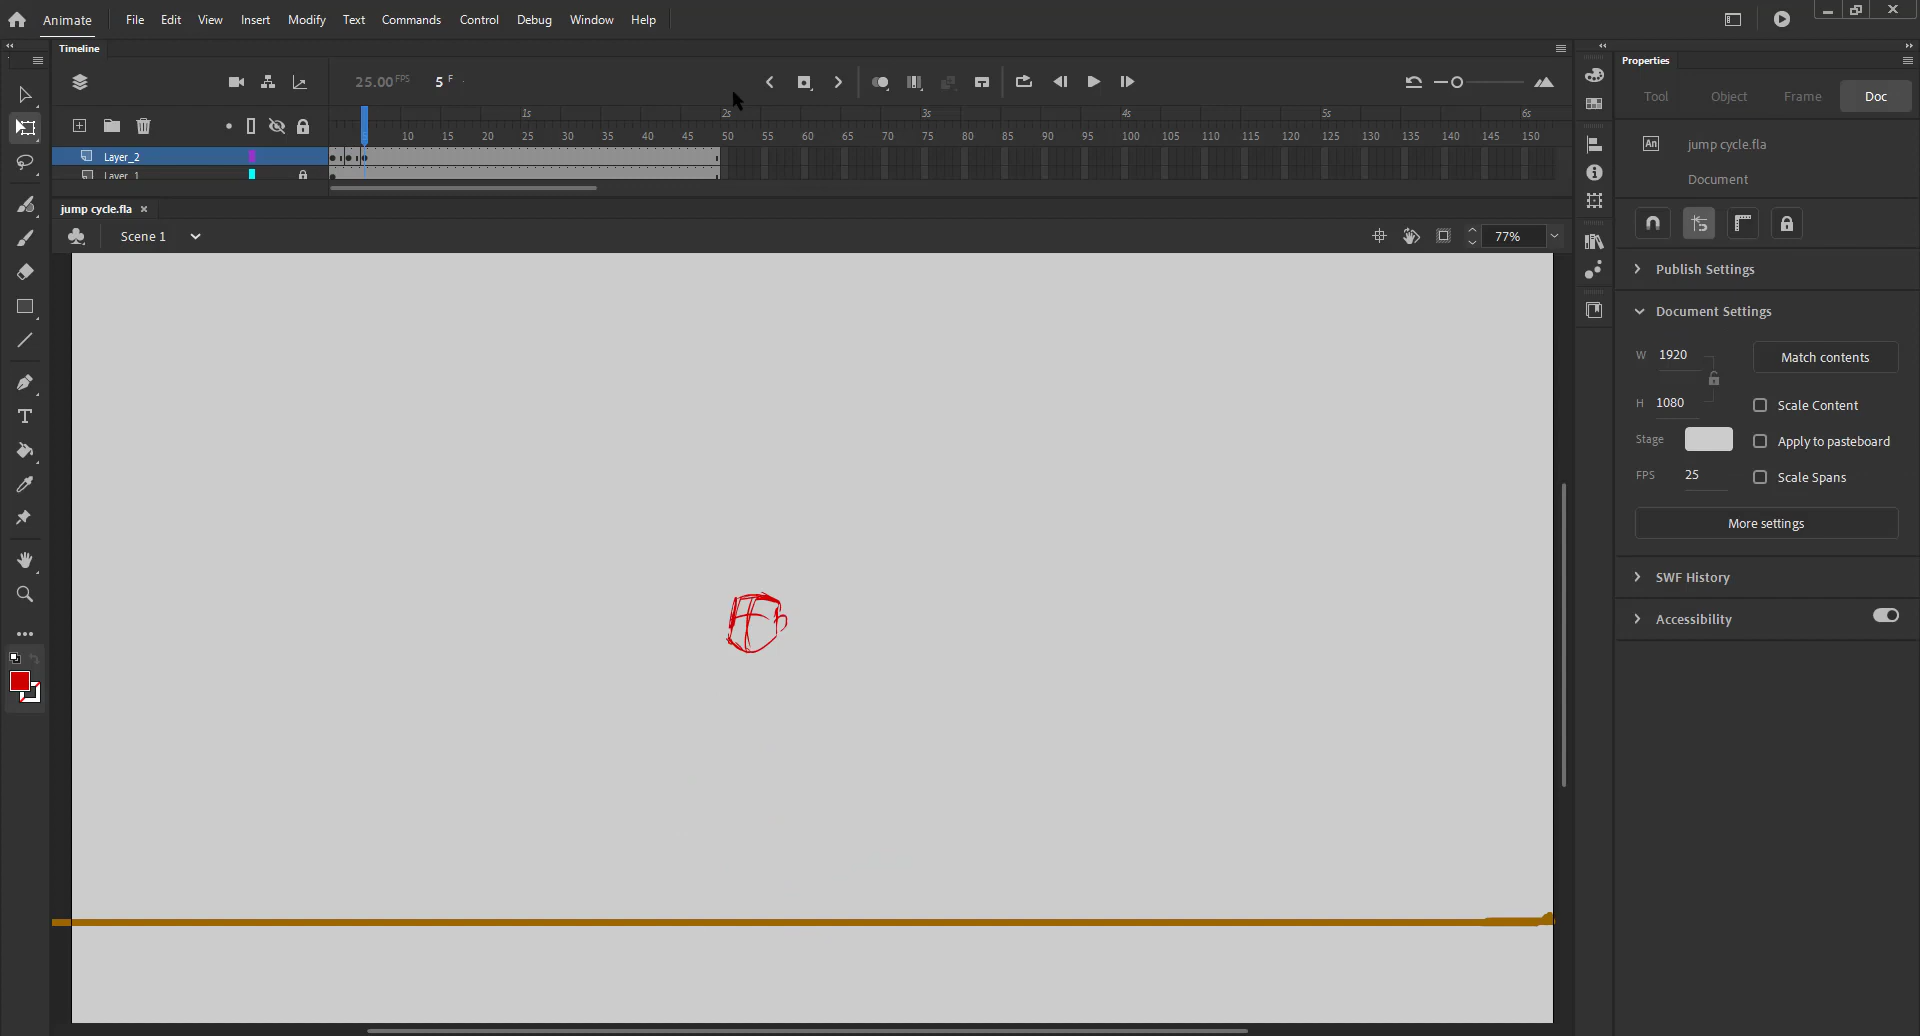 Animate File Edit View Insert Modify Text Commands Control Debug Window Help
Timeline
25.00 FPS 5 F
1s 2s 3s 4s 5s 6s
10 15 20 25 30 35 40 45 50 55 60 65 70 75 80 85 90 95 100 105 110 115 120 125 130 135 140 145 150
Layer_2
Layer_1
jump cycle.fla
Scene 1
77%
Properties
Tool Object Frame Doc
An jump cycle.fla
Document
Publish Settings
Document Settings
W 1920 Match contents
H 1080 Scale Content
Stage Apply to pasteboard
FPS 25 Scale Spans
More settings
SWF History
Accessibility